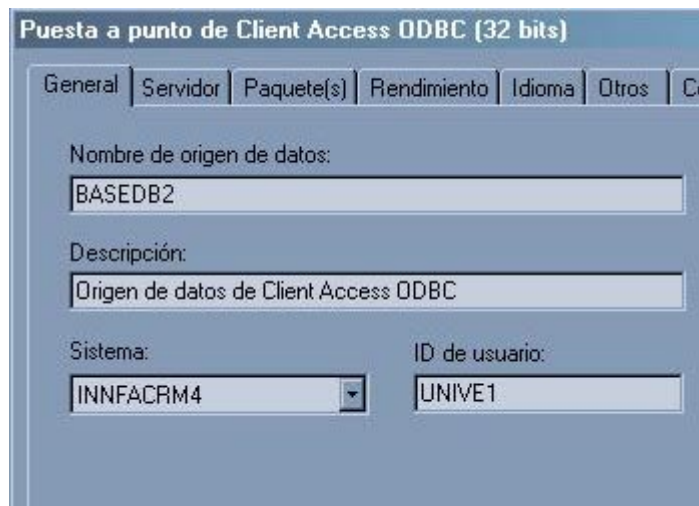 Puesta a punto de Client Access ODBC (32 bits)
General Servidor Paquete(s) Rendimiento Idioma Otros
Nombre de origen de datos:
BASEDB2
Descripción:
Origen de datos de Client Access ODBC
Sistema: ID de usuario:
INNFACRM4 UNIVE1